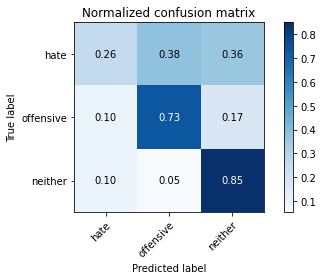 Normalized confusion matrix
True label
hate 0.26 0.38 0.36
offensive 0.10 0.73 0.17
neither 0.10 0.05 0.85
hate offensive neither
Predicted label
0.8
0.7
0.6
0.5
0.4
0.3
0.2
0.1